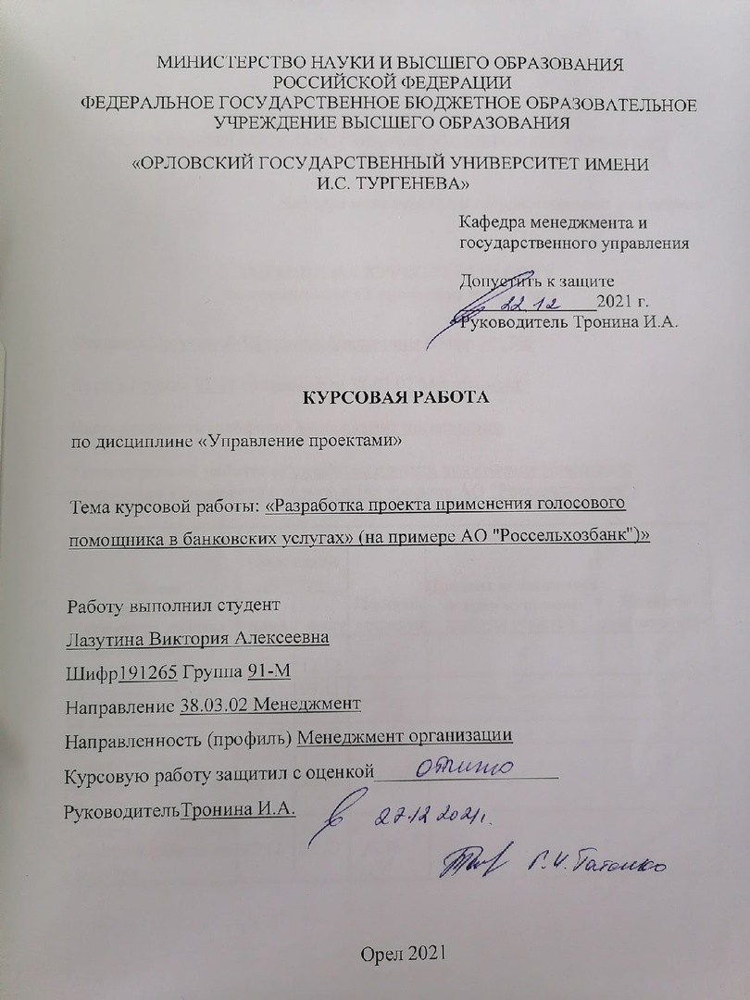 МИНИСТЕРСТВО НАУКИ И ВЫСШЕГО ОБРАЗОВАНИЯ
РОССИЙСКОЙ ФЕДЕРАЦИИ
ФЕДЕРАЛЬНОЕ ГОСУДАРСТВЕННОЕ БЮДЖЕТНОЕ ОБРАЗОВАТЕЛЬНОЕ
УЧРЕЖДЕНИЕ ВЫСШЕГО ОБРАЗОВАНИЯ
«ОРЛОВСКИЙ ГОСУДАРСТВЕННЫЙ УНИВЕРСИТЕТ ИМЕНИ
И.С. ТУРГЕНЕВА»
Кафедра менеджмента и
государственного управления
Допустить к защите
22.12 2021 г.
Руководитель Тронина И.А.
КУРСОВАЯ РАБОТА
по дисциплине «Управление проектами»
Тема курсовой работы: «Разработка проекта применения голосового
помощника в банковских услугах» (на примере АО "Россельхозбанк")»
Работу выполнил студент
Лазутина Виктория Алексеевна
Шифр191265 Группа 91-М
Направление 38.03.02 Менеджмент
Направленность (профиль) Менеджмент организации
Курсовую работу защитил с оценкой отлично
РуководительТронина И.А. 27.12 2021г.
Г.И. Татенко
Орел 2021